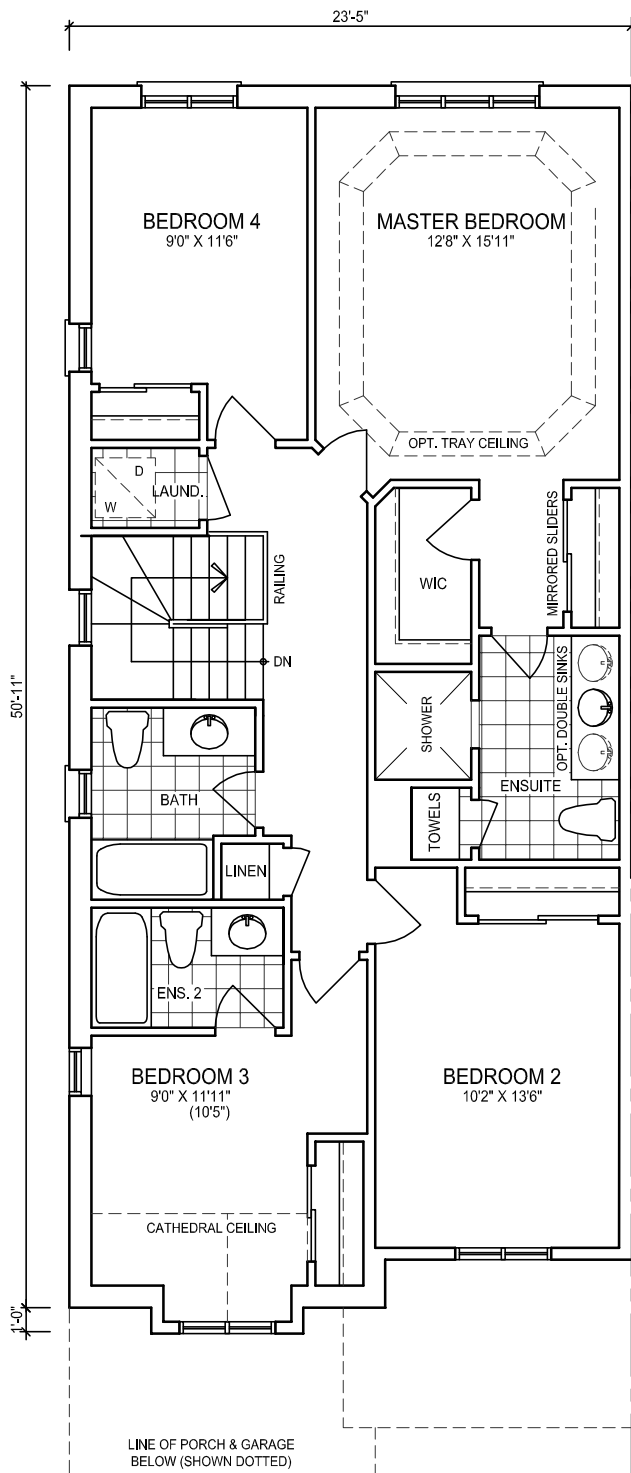 23'-5"
BEDROOM 4
9'0" X 11'6"
MASTER BEDROOM
12'8" X 15'11"
OPT. TRAY CEILING
D
W
LAUND.
WIC
MIRRORED SLIDERS
RAILING
DN
50'-11"
SHOWER
OPT. DOUBLE SINKS
ENSUITE
BATH
TOWELS
LINEN
ENS. 2
BEDROOM 3
9'0" X 11'11"
(10'5")
BEDROOM 2
10'2" X 13'6"
CATHEDRAL CEILING
1'-0"
LINE OF PORCH & GARAGE
BELOW (SHOWN DOTTED)